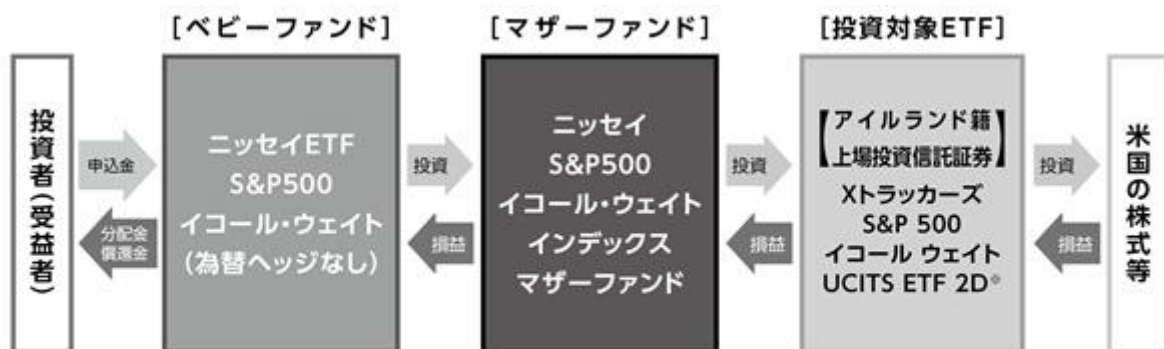 [ベビーファンド]
[マザーファンド]
[投資対象ETF]
投資者(受益者)
申込金
分配金
償還金
ニッセイETF
S&P500
イコール・ウェイト
(為替ヘッジなし)
投資
損益
ニッセイ
S&P500
イコール・ウェイト
インデックス
マザーファンド
投資
損益
【アイルランド籍
上場投資信託証券】
Xトラッカーズ
S&P 500
イコール ウェイト
UCITS ETF 2D※
投資
損益
米国の株式等